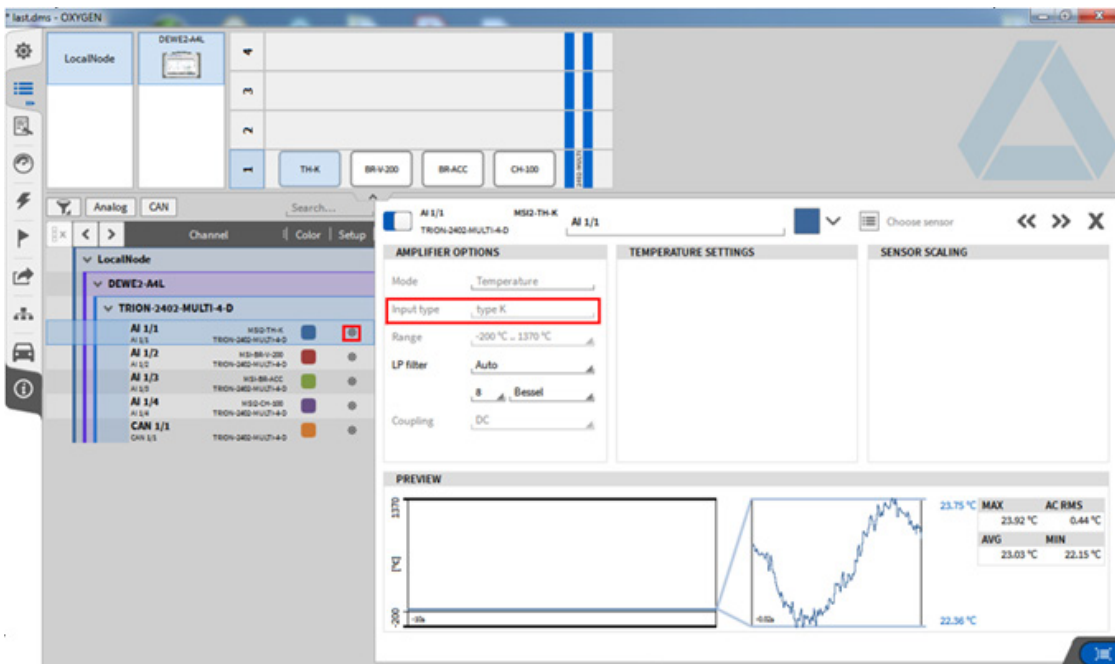 * last.dms - OXYGEN
LocalNode
DEWE2-A4L
4
3
2
1
TH-K
BR-V-200
BR-ACC
CH-100
2402-MULTI
Analog CAN Search...
Channel Color Setup
LocalNode
DEWE2-A4L
TRION-2402-MULTI-4-D
AI 1/1 MSI2-TH-K
AI 1/1 TRION-2402-MULTI-4-D
AI 1/2 MSI-BR-V-200
AI 1/2 TRION-2402-MULTI-4-D
AI 1/3 MSI-BR-ACC
AI 1/3 TRION-2402-MULTI-4-D
AI 1/4 MSI2-CH-100
AI 1/4 TRION-2402-MULTI-4-D
CAN 1/1
CAN 1/1 TRION-2402-MULTI-4-D
AI 1/1 MSI2-TH-K
TRION-2402-MULTI-4-D
AI 1/1
Choose sensor
<< >> X
AMPLIFIER OPTIONS
Mode Temperature
Input type type K
Range -200 °C .. 1370 °C
LP filter Auto
8 Bessel
Coupling DC
TEMPERATURE SETTINGS
SENSOR SCALING
PREVIEW
1370
[°C]
-200
-10s
-0.02s
23.75 °C
22.36 °C
MAX AC RMS
23.92 °C 0.44 °C
AVG MIN
23.03 °C 22.15 °C